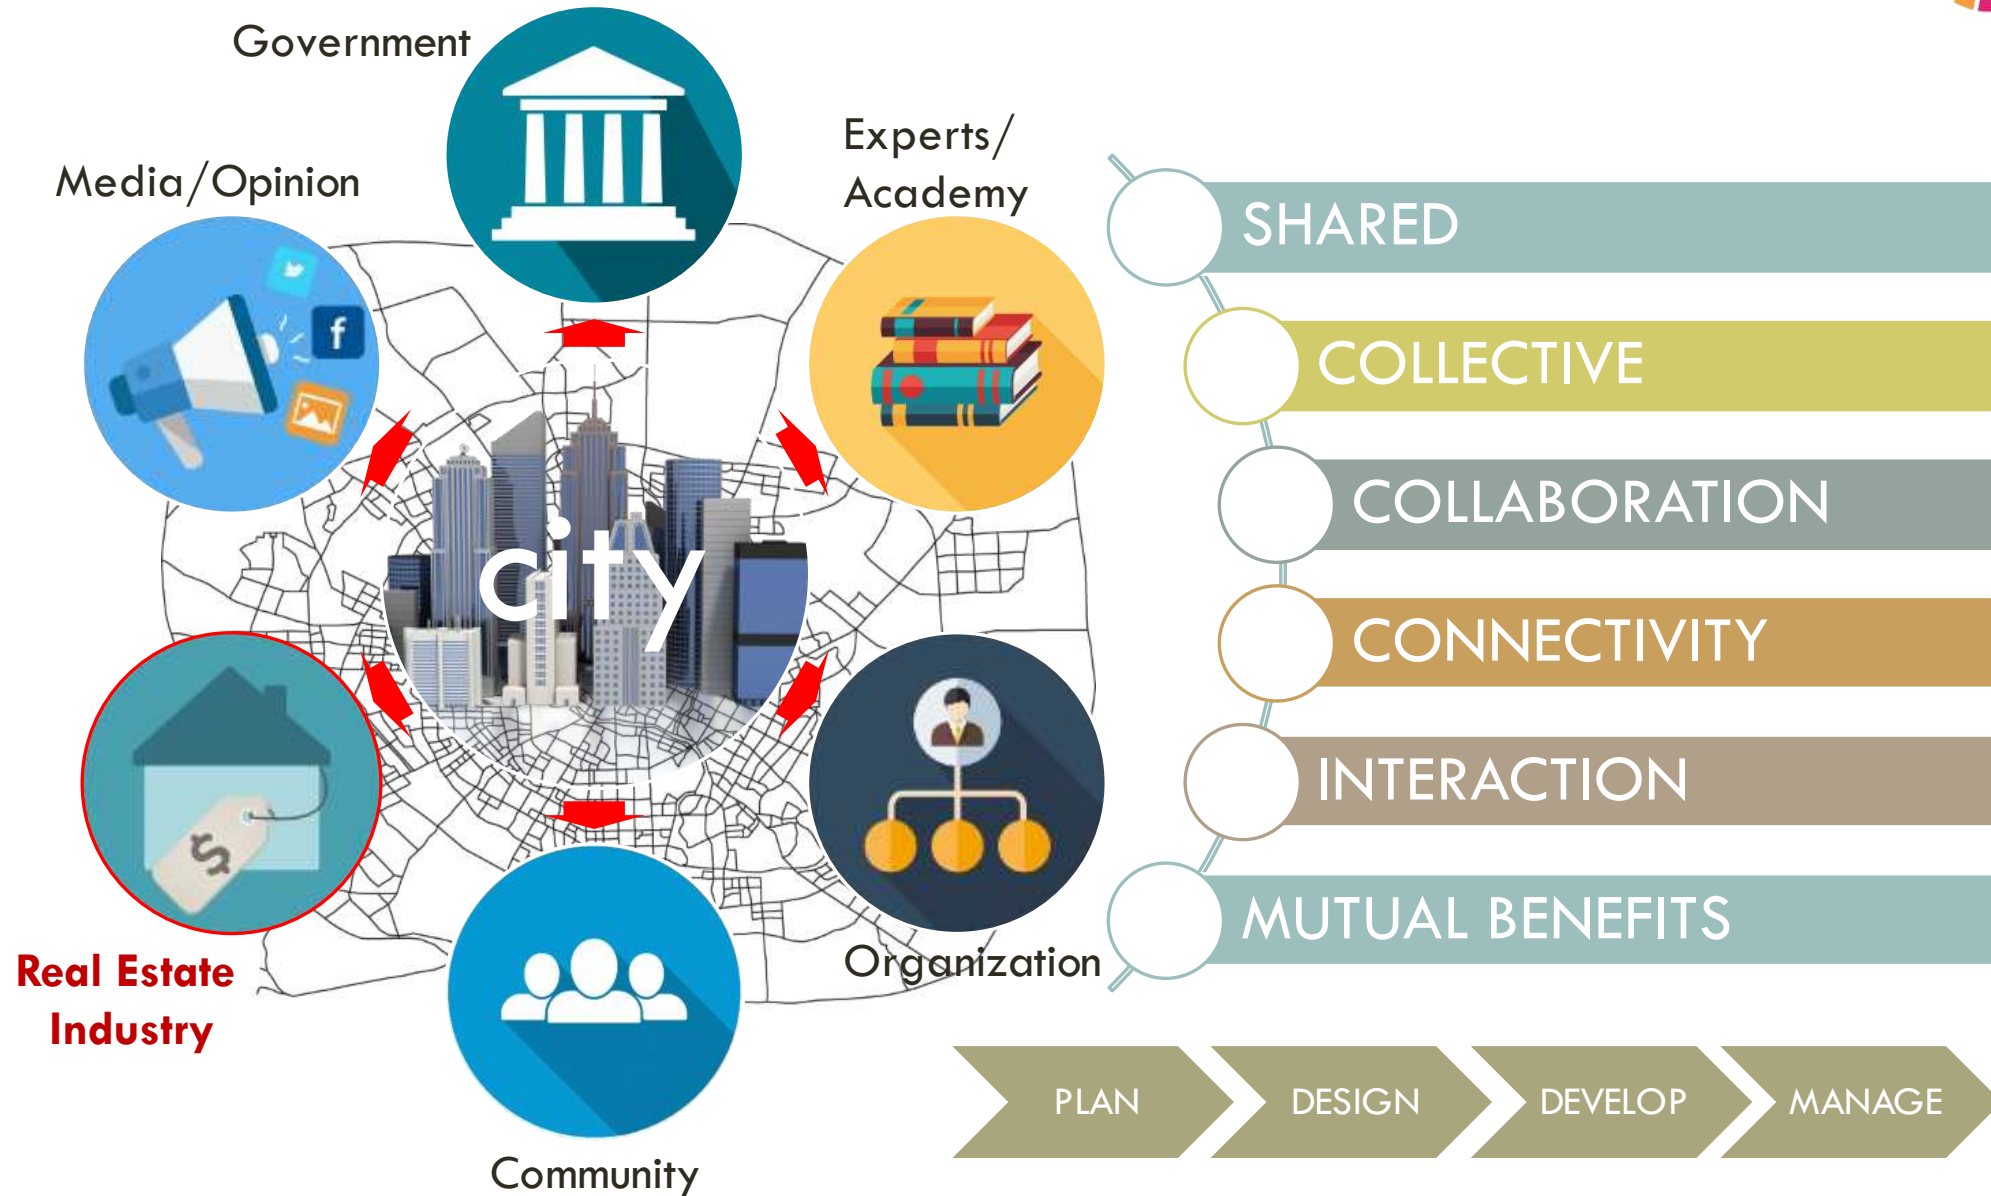 Government
Experts/
Academy
Media/Opinion
f
city
$
Real Estate
Industry
Organization
Community
SHARED
COLLECTIVE
COLLABORATION
CONNECTIVITY
INTERACTION
MUTUAL BENEFITS
PLAN
DESIGN
DEVELOP
MANAGE